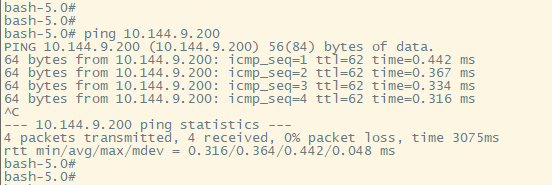 bash-5.0#
bash-5.0#
bash-5.0# ping 10.144.9.200
PING 10.144.9.200 (10.144.9.200) 56(84) bytes of data.
64 bytes from 10.144.9.200: icmp_seq=1 ttl=62 time=0.442 ms
64 bytes from 10.144.9.200: icmp_seq=2 ttl=62 time=0.367 ms
64 bytes from 10.144.9.200: icmp_seq=3 ttl=62 time=0.334 ms
64 bytes from 10.144.9.200: icmp_seq=4 ttl=62 time=0.316 ms
^C
--- 10.144.9.200 ping statistics ---
4 packets transmitted, 4 received, 0% packet loss, time 3075ms
rtt min/avg/max/mdev = 0.316/0.364/0.442/0.048 ms
bash-5.0#
bash-5.0#